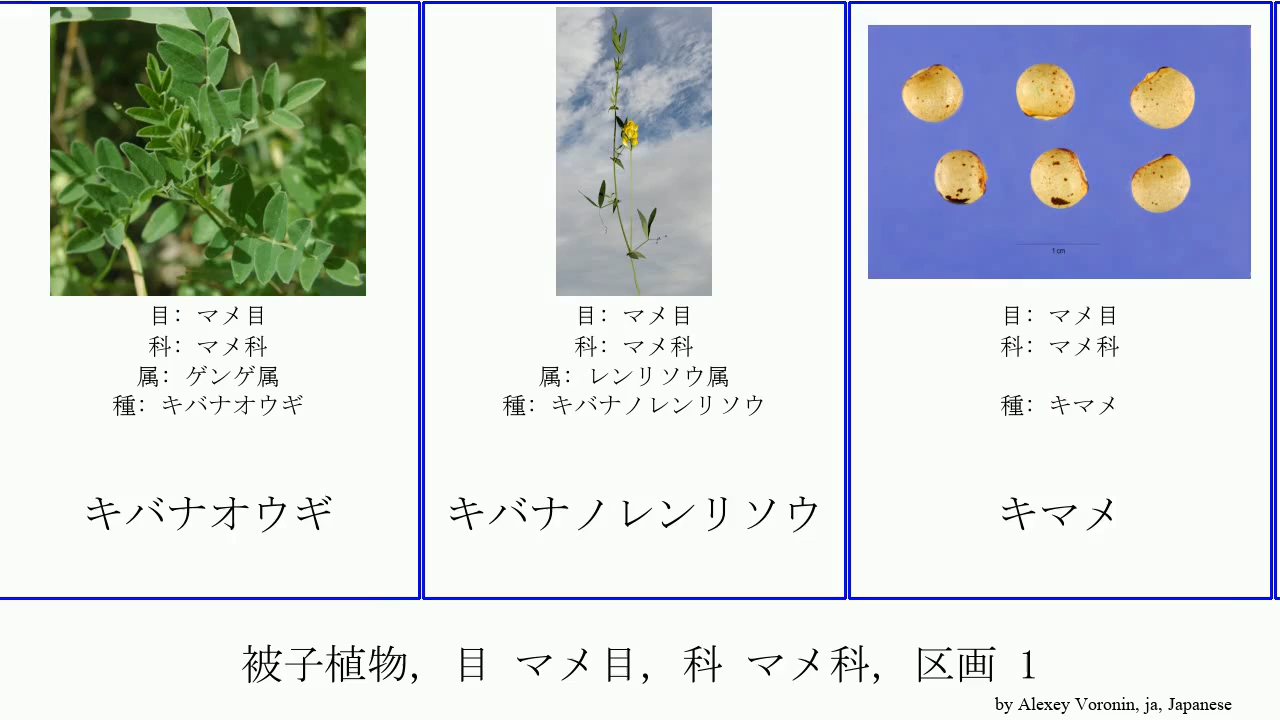 目: マメ目
科: マメ科
属: ゲンゲ属
種: キバナオウギ
キバナオウギ
目: マメ目
科: マメ科
属: レンリソウ属
種: キバナノレンリソウ
キバナノレンリソウ
1 cm
目: マメ目
科: マメ科
種: キマメ
キマメ
被子植物, 目 マメ目, 科 マメ科, 区画 1
by Alexey Voronin, ja, Japanese